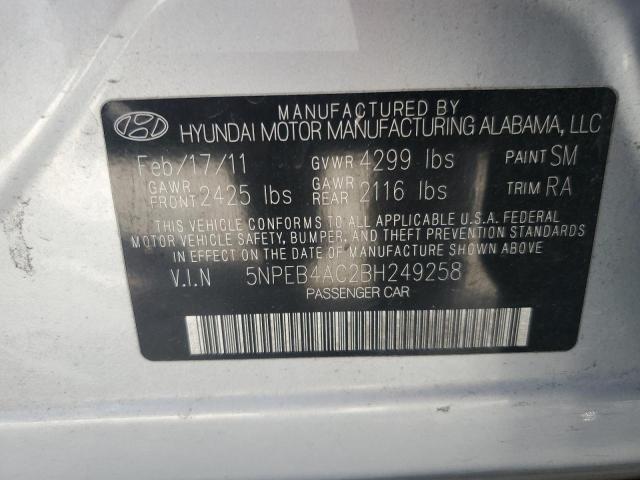 MANUFACTURED BY
HYUNDAI MOTOR MANUFACTURING ALABAMA, LLC
Feb/17/11 GVWR 4299 lbs PAINT SM
GAWR FRONT 2425 lbs GAWR REAR 2116 lbs TRIM RA
THIS VEHICLE CONFORMS TO ALL APPLICABLE U.S.A. FEDERAL
MOTOR VEHICLE SAFETY, BUMPER, AND THEFT PREVENTION STANDARDS
IN EFFECT ON THE DATE OF MANUFACTURE SHOWN ABOVE.
V.I.N 5NPEB4AC2BH249258
PASSENGER CAR